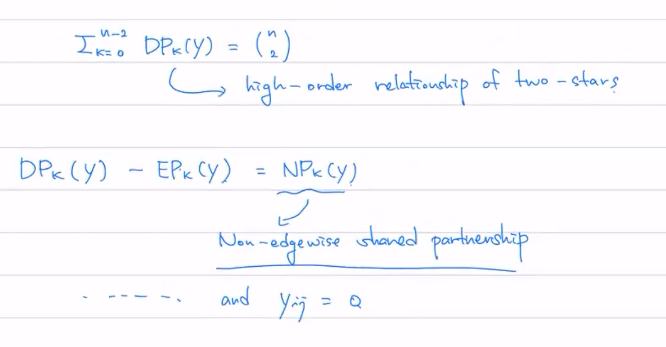 Σ_{k=0}^{n-2} DP_k(y) = (n 2)
high-order relationship of two-stars
DP_k(y) - EP_k(y) = NP_k(y)
Non-edgewise shared partnership
. ----- -. and y_ij = 0